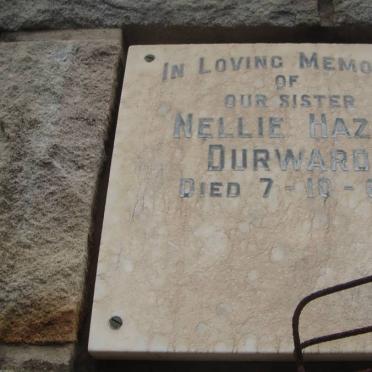 IN LOVING MEMO
OF
OUR SISTER
NELLIE HAZ
DURWARD
DIED 7-10-